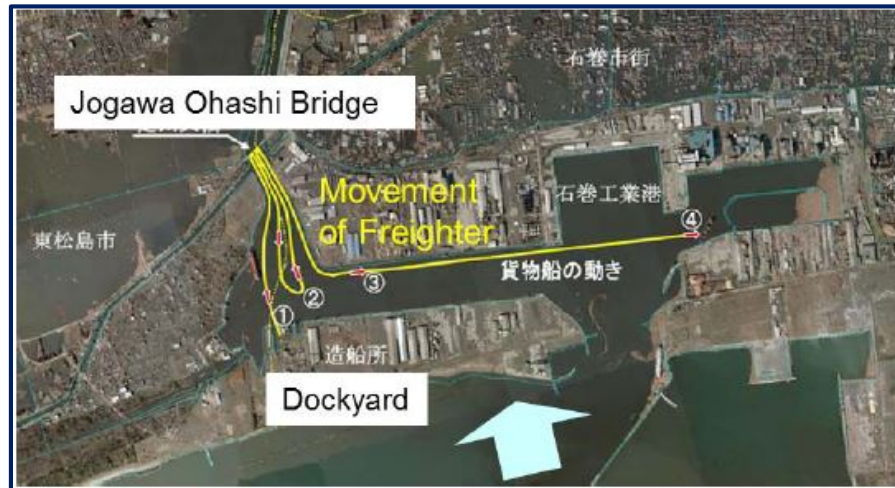 石巻市街
Jogawa Ohashi Bridge
Movement
of Freighter
石巻工業港
東松島市
④
③
貨物船の動き
②
①
造船所
Dockyard